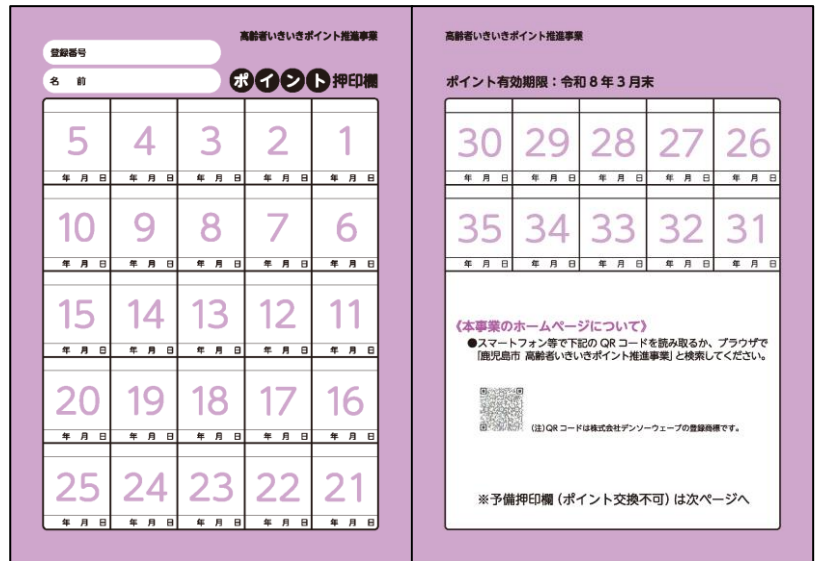 高齢者いきいきポイント推進事業
登録番号
名 前
ポイント押印欄
5 4 3 2 1
年 月 日 年 月 日 年 月 日 年 月 日 年 月 日
10 9 8 7 6
年 月 日 年 月 日 年 月 日 年 月 日 年 月 日
15 14 13 12 11
年 月 日 年 月 日 年 月 日 年 月 日 年 月 日
20 19 18 17 16
年 月 日 年 月 日 年 月 日 年 月 日 年 月 日
25 24 23 22 21
年 月 日 年 月 日 年 月 日 年 月 日 年 月 日
高齢者いきいきポイント推進事業
ポイント有効期限：令和8年3月末
30 29 28 27 26
年 月 日 年 月 日 年 月 日 年 月 日 年 月 日
35 34 33 32 31
年 月 日 年 月 日 年 月 日 年 月 日 年 月 日
《本事業のホームページについて》
●スマートフォン等で下記の QR コードを読み取るか、ブラウザで
「鹿児島市 高齢者いきいきポイント推進事業」と検索してください。
(注)QR コードは株式会社デンソーウェーブの登録商標です。
※予備押印欄（ポイント交換不可）は次ページへ